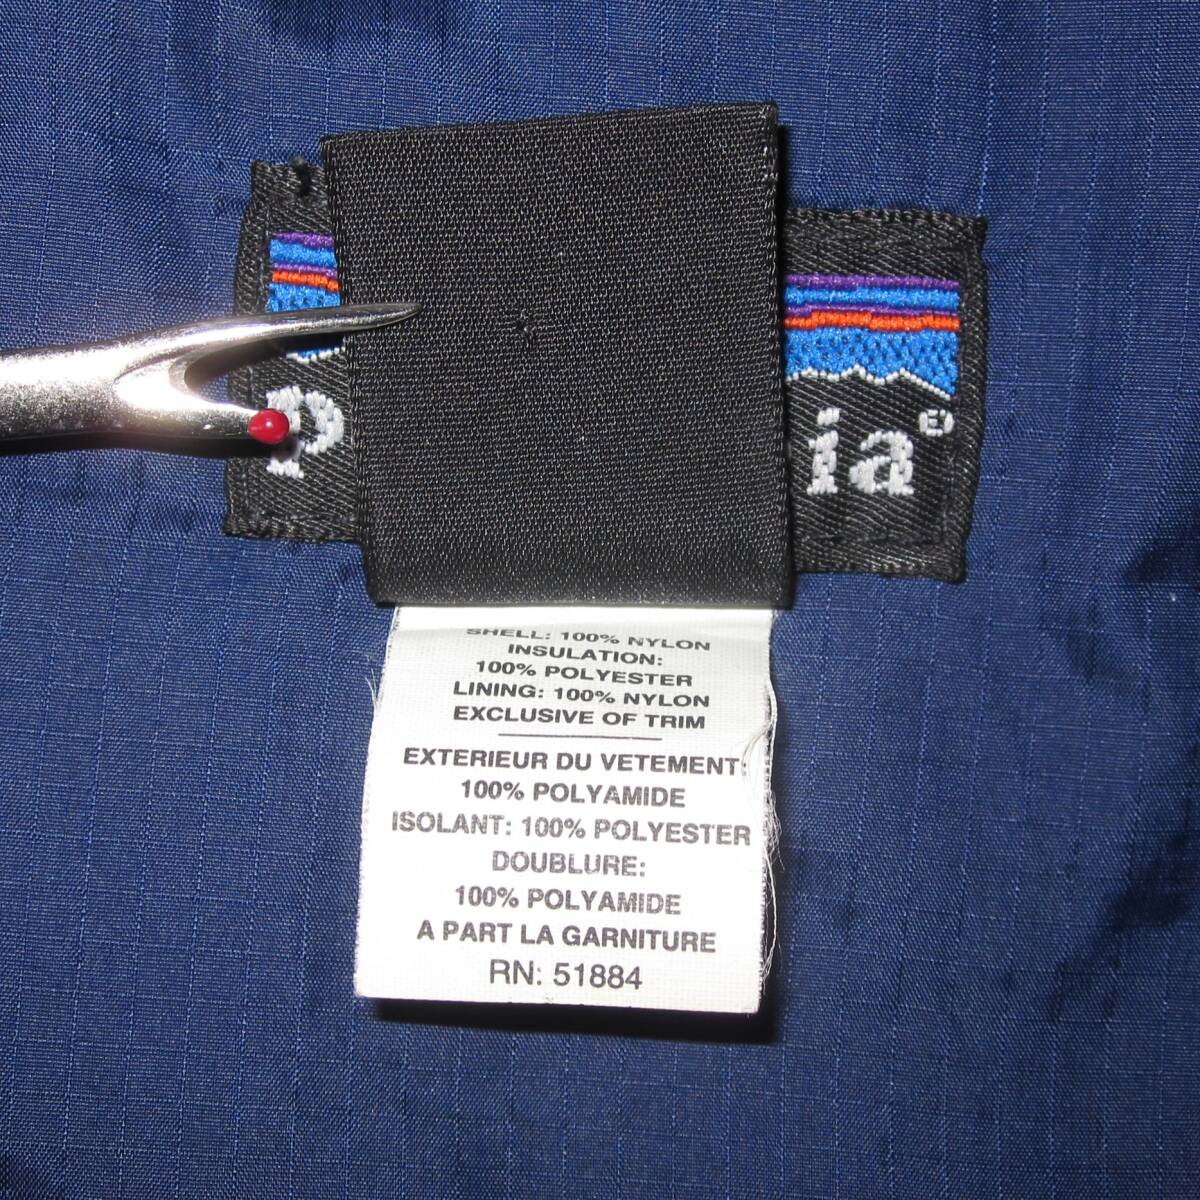 P ia®
SHELL: 100% NYLON
INSULATION:
100% POLYESTER
LINING: 100% NYLON
EXCLUSIVE OF TRIM
EXTERIEUR DU VETEMENT:
100% POLYAMIDE
ISOLANT: 100% POLYESTER
DOUBLURE:
100% POLYAMIDE
A PART LA GARNITURE
RN: 51884